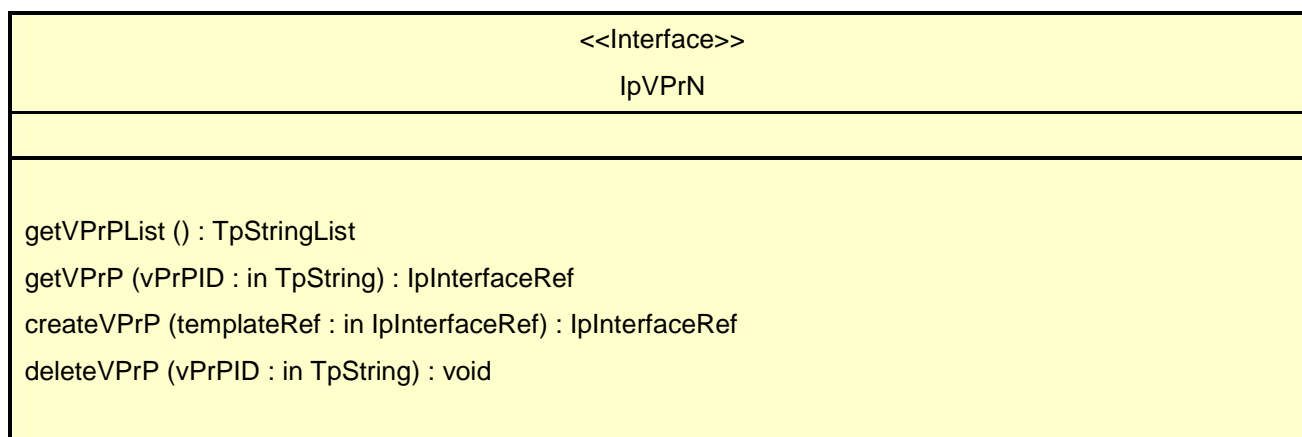 <<Interface>>
IpVPrN
getVPrPList () : TpStringList
getVPrP (vPrPID : in TpString) : IpInterfaceRef
createVPrP (templateRef : in IpInterfaceRef) : IpInterfaceRef
deleteVPrP (vPrPID : in TpString) : void